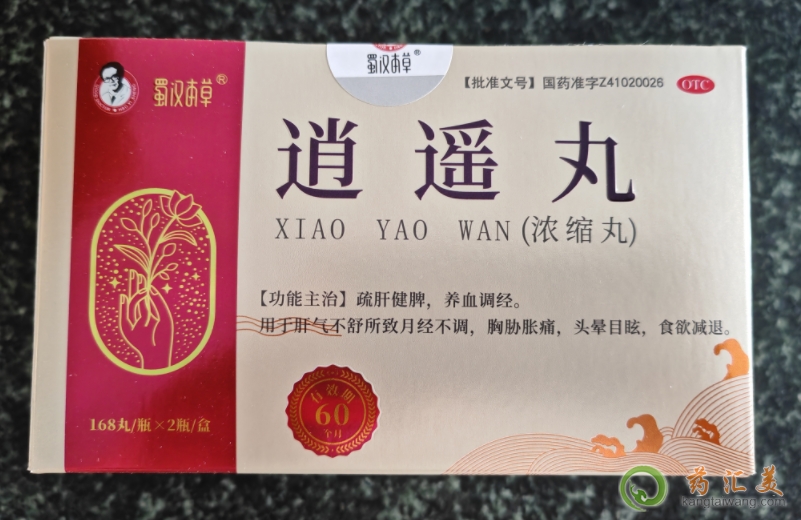 蜀汉本草®
蜀汉本草®
【批准文号】国药准字Z41020026
OTC
逍遥丸
XIAO YAO WAN (浓缩丸)
【功能主治】疏肝健脾，养血调经。
用于肝气不舒所致月经不调，胸胁胀痛，头晕目眩，食欲减退。
有效期
60
个月
168丸/瓶×2瓶/盒
药汇美
kangtaiwang.com